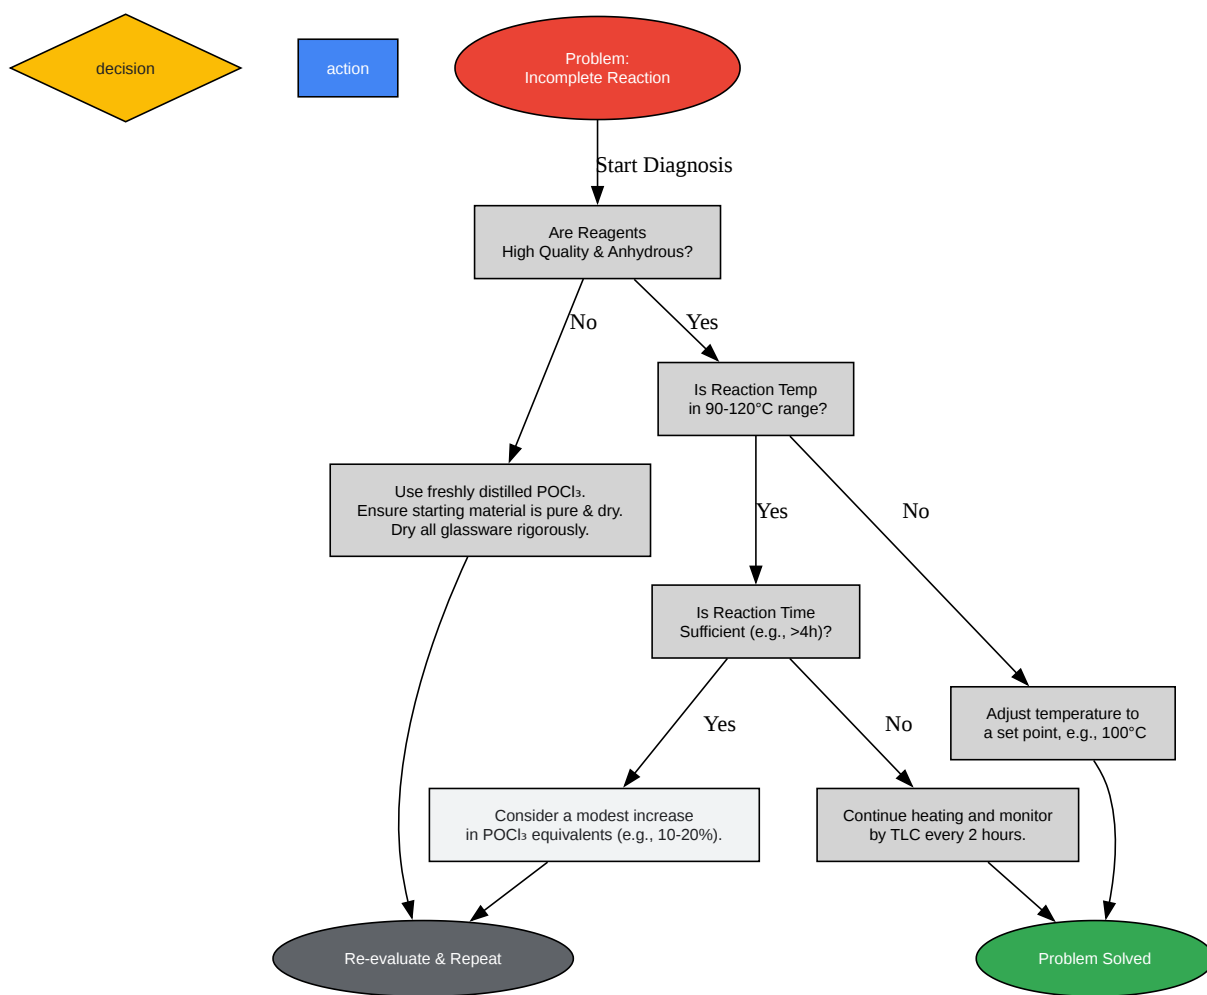 decision
action
Problem:
Incomplete Reaction
Start Diagnosis
Are Reagents
High Quality & Anhydrous?
No
Yes
Is Reaction Temp
in 90-120°C range?
Use freshly distilled POCl₃.
Ensure starting material is pure & dry.
Dry all glassware rigorously.
Yes
No
Is Reaction Time
Sufficient (e.g., >4h)?
Yes
No
Adjust temperature to
a set point, e.g., 100°C
Consider a modest increase
in POCl₃ equivalents (e.g., 10-20%).
Continue heating and monitor
by TLC every 2 hours.
Re-evaluate & Repeat
Problem Solved